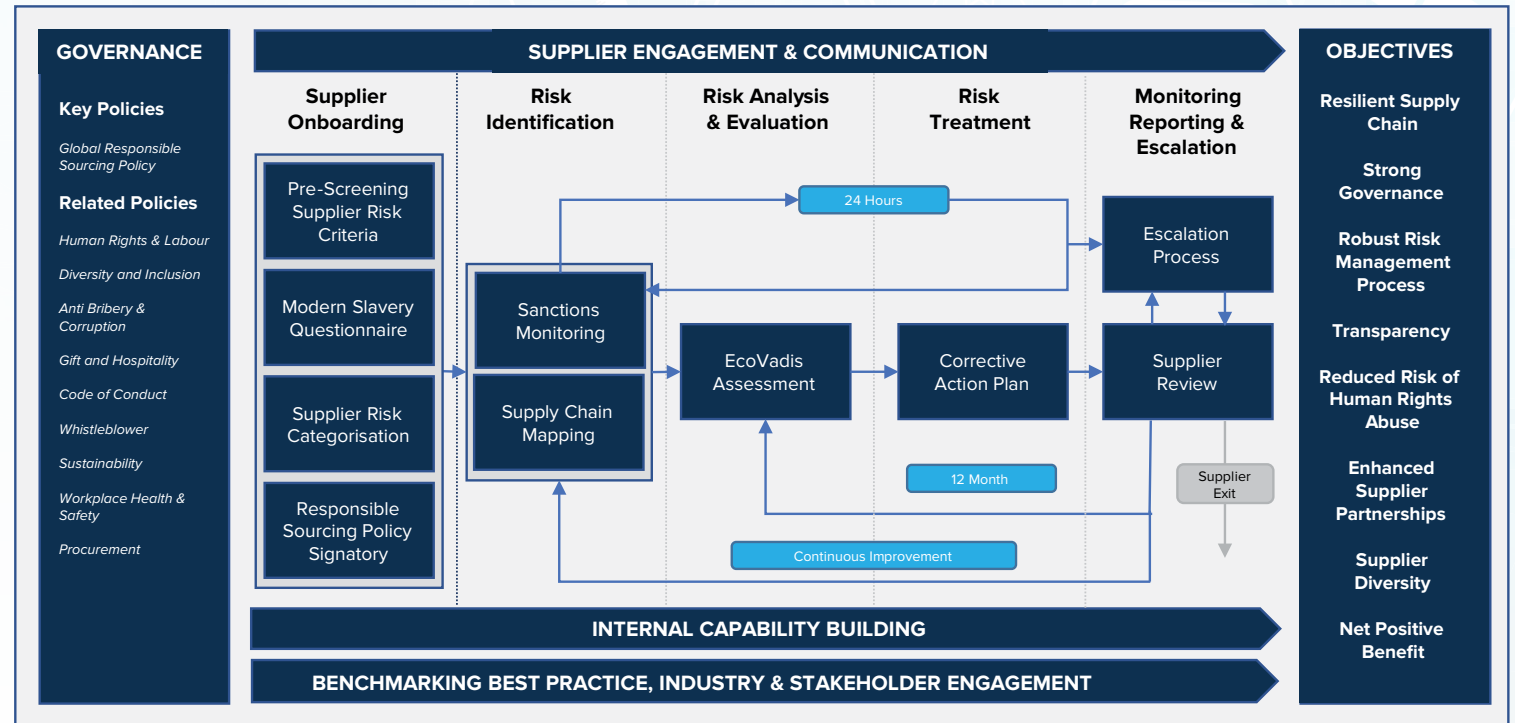 GOVERNANCE
Key Policies
Global Responsible
Sourcing Policy
Related Policies
Human Rights & Labour
Diversity and Inclusion
Anti Bribery &
Corruption
Gift and Hospitality
Code of Conduct
Whistleblower
Sustainability
Workplace Health &
Safety
Procurement
SUPPLIER ENGAGEMENT & COMMUNICATION
Supplier
Onboarding
Pre-Screening
Supplier Risk
Criteria
Modern Slavery
Questionnaire
Supplier Risk
Categorisation
Responsible
Sourcing Policy
Signatory
Risk
Identification
Sanctions
Monitoring
Supply Chain
Mapping
Risk Analysis
& Evaluation
24 Hours
EcoVadis
Assessment
Risk
Treatment
Corrective
Action Plan
12 Month
Continuous Improvement
Monitoring
Reporting &
Escalation
Escalation
Process
Supplier
Review
Supplier
Exit
INTERNAL CAPABILITY BUILDING
BENCHMARKING BEST PRACTICE, INDUSTRY & STAKEHOLDER ENGAGEMENT
OBJECTIVES
Resilient Supply
Chain
Strong
Governance
Robust Risk
Management
Process
Transparency
Reduced Risk of
Human Rights
Abuse
Enhanced
Supplier
Partnerships
Supplier
Diversity
Net Positive
Benefit